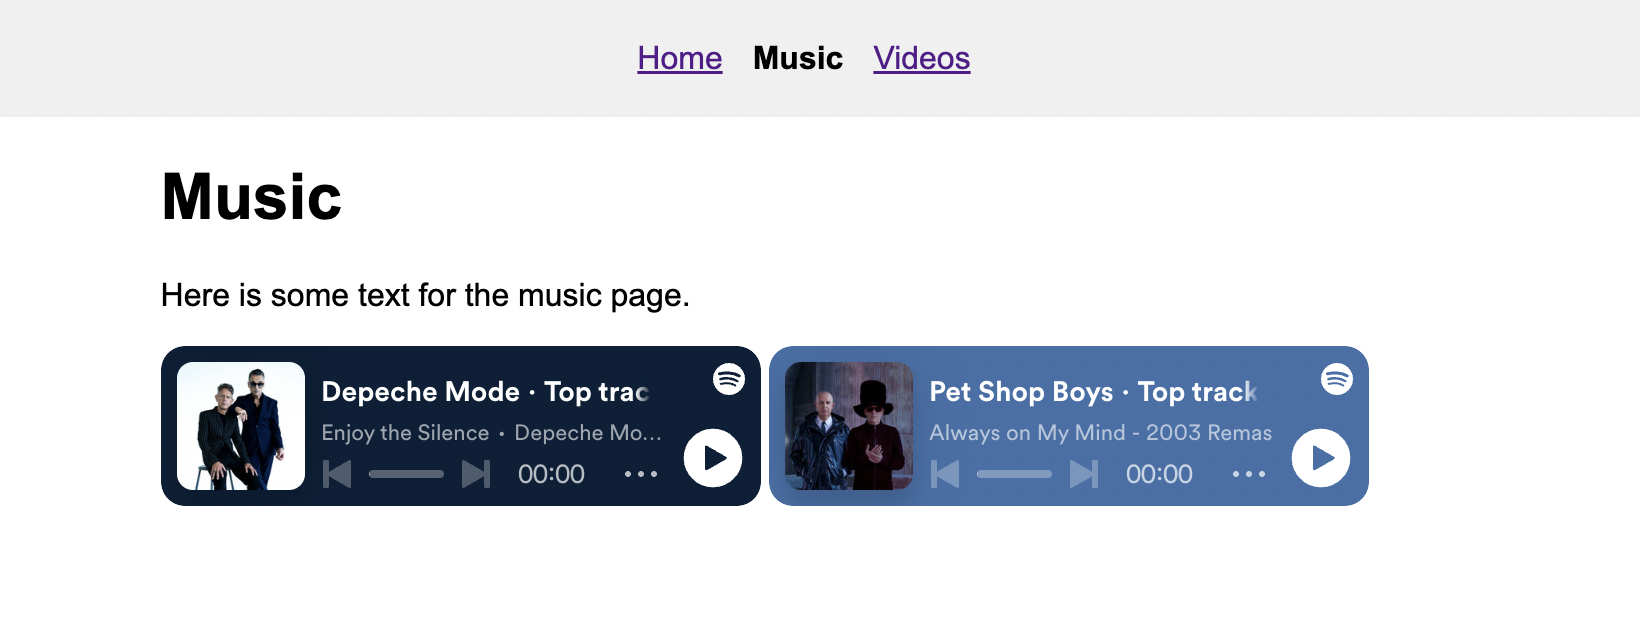 Home Music Videos
Music
Here is some text for the music page.
Depeche Mode · Top trac
Enjoy the Silence · Depeche Mo...
00:00
Pet Shop Boys · Top track
Always on My Mind - 2003 Remas
00:00